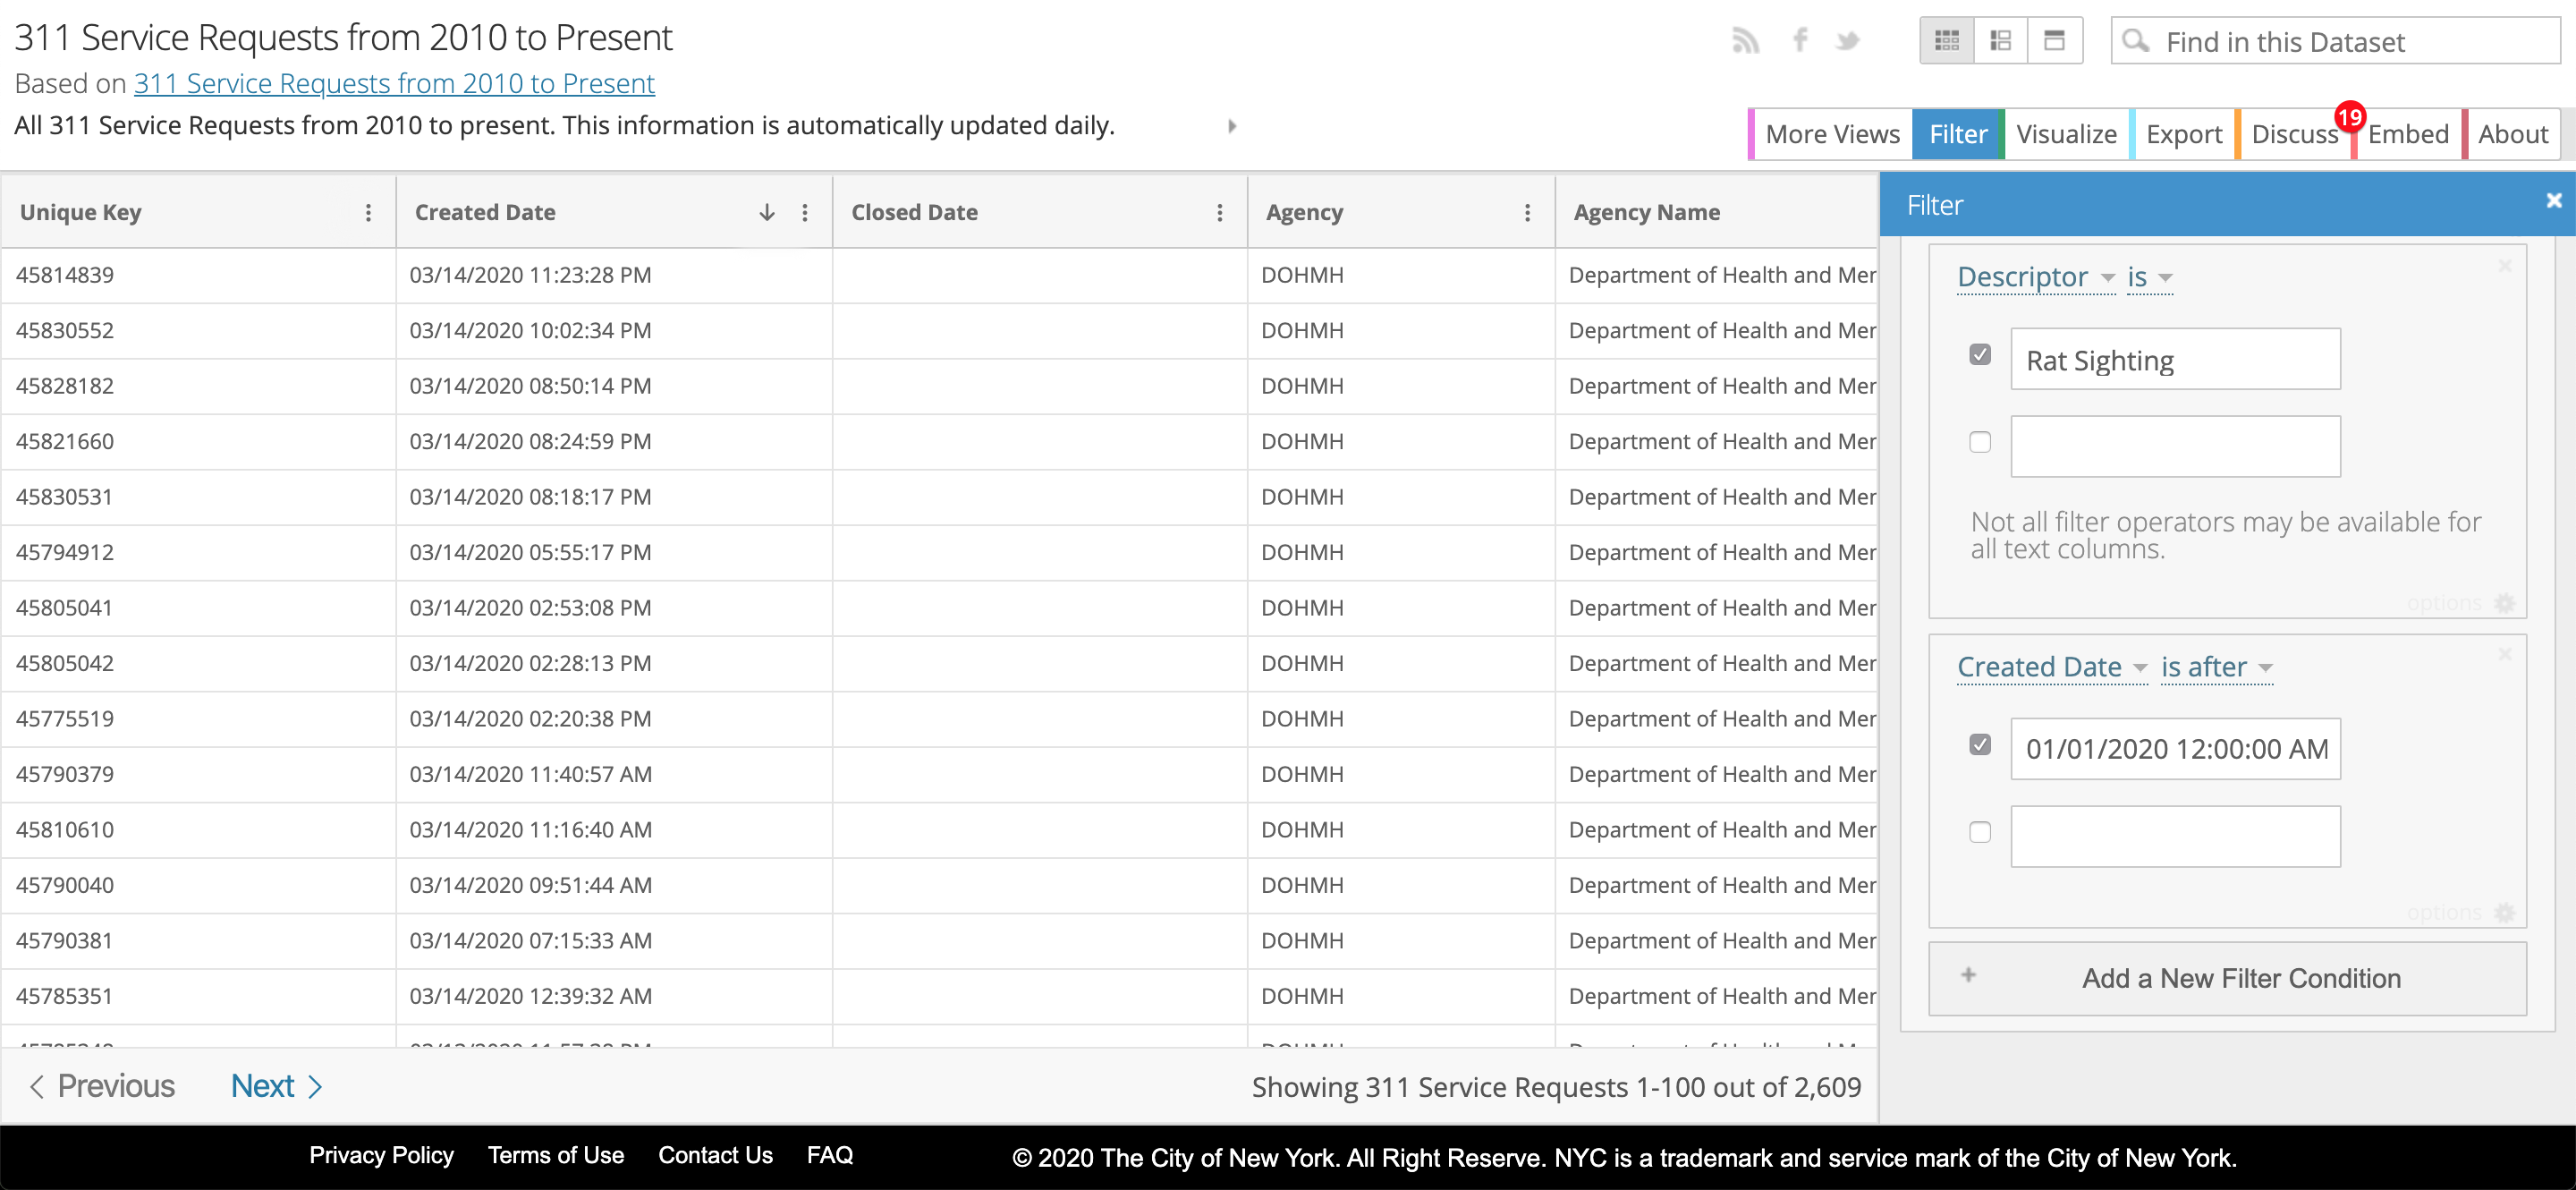 311 Service Requests from 2010 to Present
Based on 311 Service Requests from 2010 to Present
All 311 Service Requests from 2010 to present. This information is automatically updated daily.
Find in this Dataset
More Views Filter Visualize Export Discuss 19 Embed About
Unique Key Created Date Closed Date Agency Agency Name
45814839 03/14/2020 11:23:28 PM DOHMH Department of Health and Mer
45830552 03/14/2020 10:02:34 PM DOHMH Department of Health and Mer
45828182 03/14/2020 08:50:14 PM DOHMH Department of Health and Mer
45821660 03/14/2020 08:24:59 PM DOHMH Department of Health and Mer
45830531 03/14/2020 08:18:17 PM DOHMH Department of Health and Mer
45794912 03/14/2020 05:55:17 PM DOHMH Department of Health and Mer
45805041 03/14/2020 02:53:08 PM DOHMH Department of Health and Mer
45805042 03/14/2020 02:28:13 PM DOHMH Department of Health and Mer
45775519 03/14/2020 02:20:38 PM DOHMH Department of Health and Mer
45790379 03/14/2020 11:40:57 AM DOHMH Department of Health and Mer
45810610 03/14/2020 11:16:40 AM DOHMH Department of Health and Mer
45790040 03/14/2020 09:51:44 AM DOHMH Department of Health and Mer
45790381 03/14/2020 07:15:33 AM DOHMH Department of Health and Mer
45785351 03/14/2020 12:39:32 AM DOHMH Department of Health and Mer
Previous Next
Showing 311 Service Requests 1-100 out of 2,609
Filter
Descriptor is
Rat Sighting
Not all filter operators may be available for
all text columns.
options
Created Date is after
01/01/2020 12:00:00 AM
options
Add a New Filter Condition
Privacy Policy Terms of Use Contact Us FAQ
© 2020 The City of New York. All Right Reserve. NYC is a trademark and service mark of the City of New York.